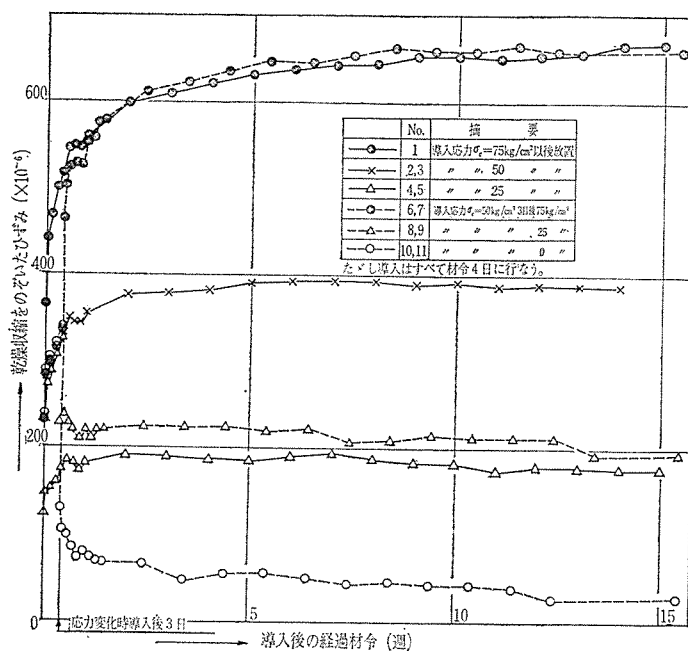 乾燥収縮をのぞいたひずみ (×10⁻⁶)
600
400
200
0
No. 摘 要
1 導入応力σc=75kg/cm²以後放置
2,3 〃 〃 50 〃 〃
4,5 〃 〃 25 〃 〃
6,7 導入応力σc=50kg/cm² 3日後75kg/cm²
8,9 〃 〃 〃 25 〃
10,11 〃 〃 〃 0 〃
たゞし導入はすべて材令4日に行なう。
応力変化時導入後3日
5
10
15
導入後の経過材令 (週)